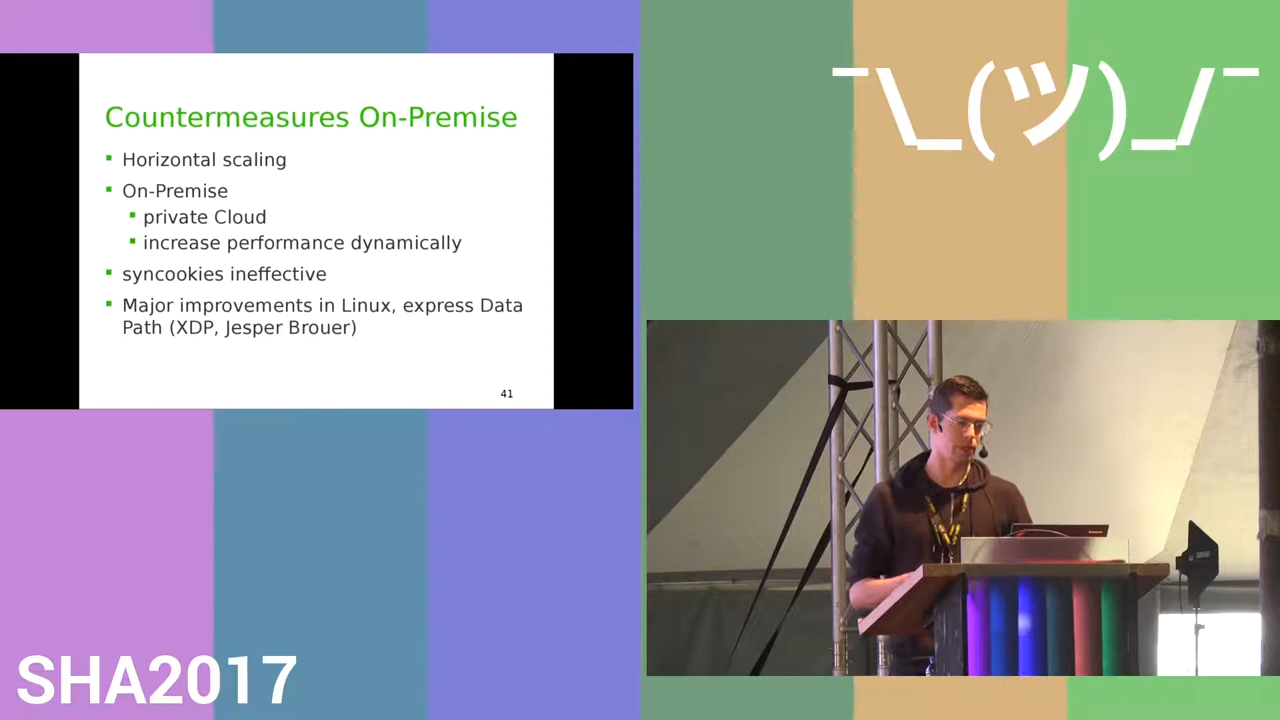 Countermeasures On-Premise
Horizontal scaling
On-Premise
private Cloud
increase performance dynamically
syncookies ineffective
Major improvements in Linux, express Data
Path (XDP, Jesper Brouer)
41
¯\_(ツ)_/¯
SHA2017